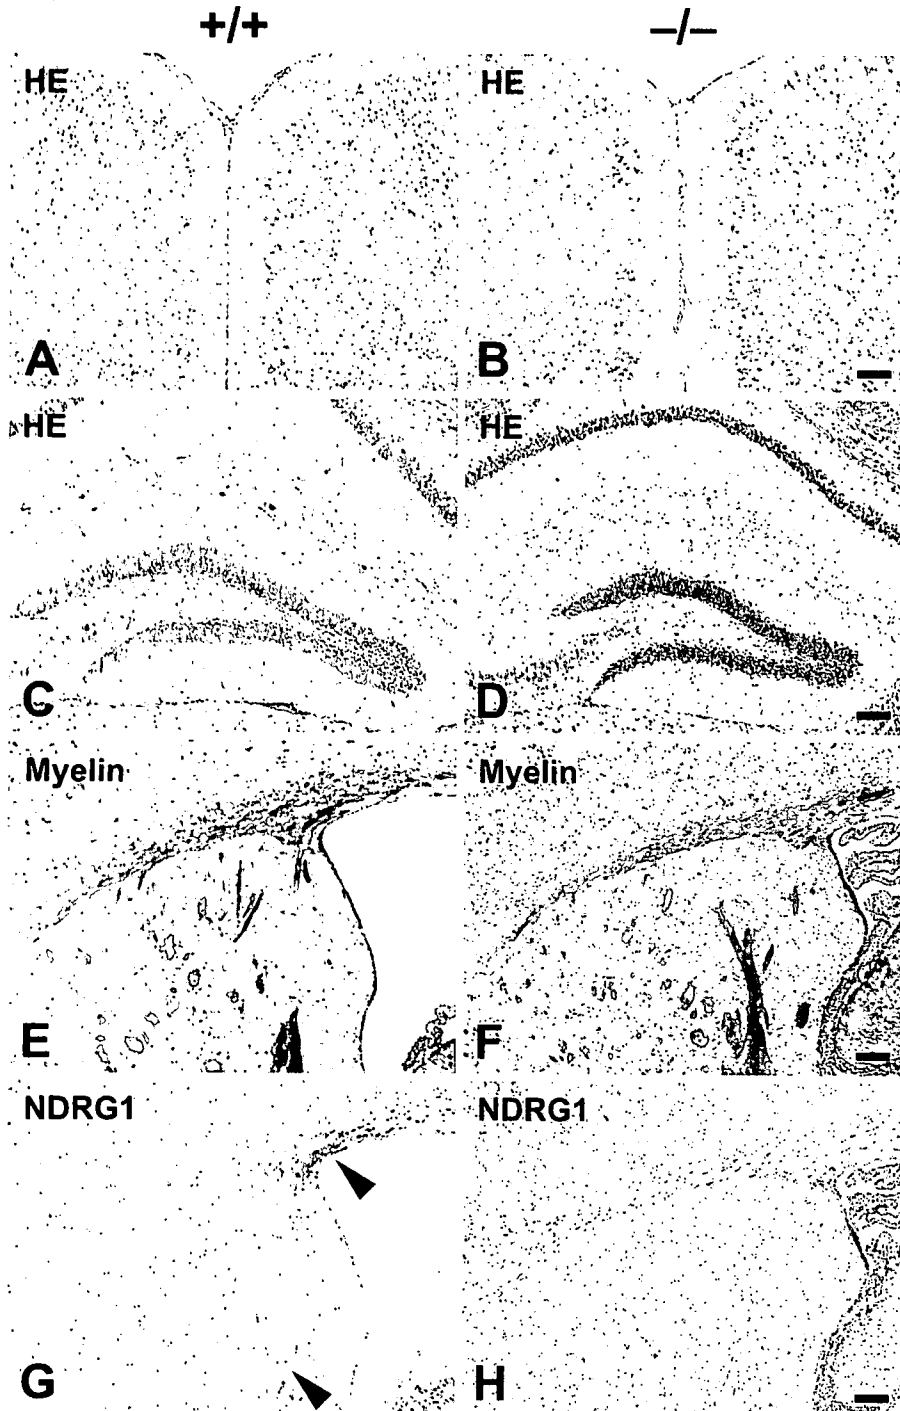 +/+ –/–
HE HE
A B
HE HE
C D
Myelin Myelin
E F
NDRG1 NDRG1
G H